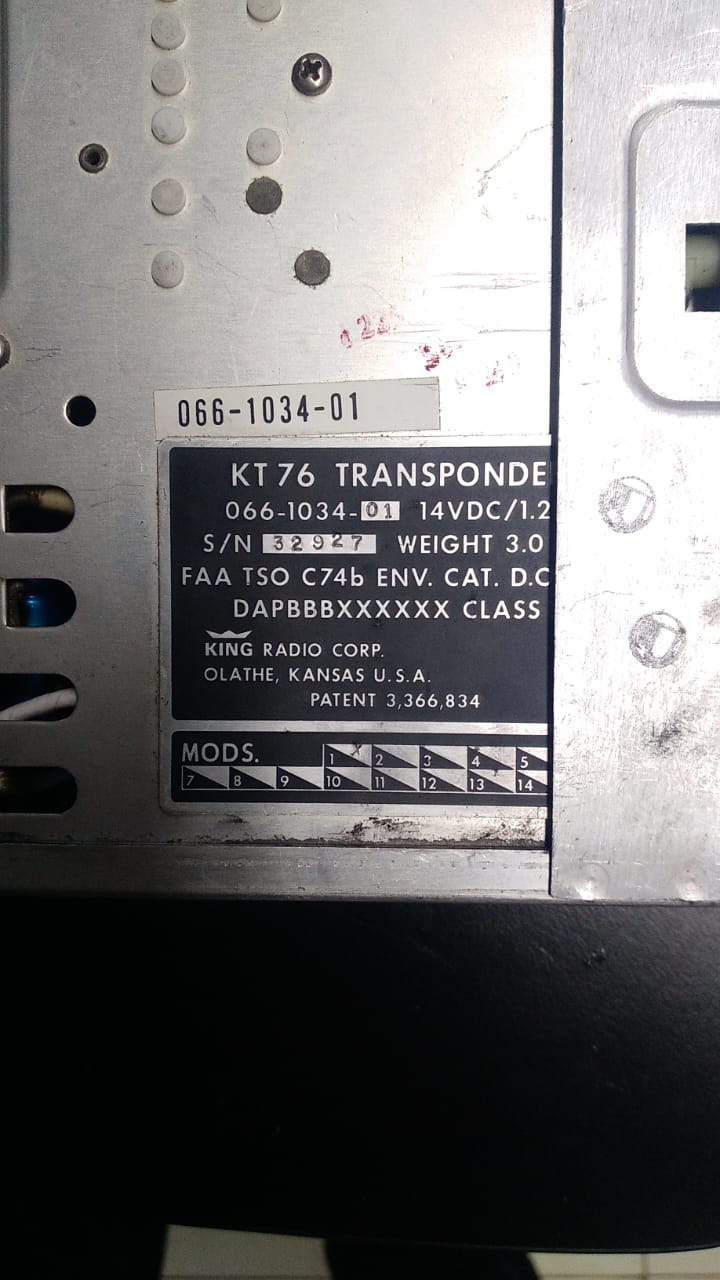 066-1034-01
KT 76 TRANSPONDE
066-1034-01 14VDC/1.2
S/N 32927 WEIGHT 3.0
FAA TSO C74b ENV. CAT. D.C
DAPBBBXXXXXX CLASS
KING RADIO CORP.
OLATHE, KANSAS U.S.A.
PATENT 3,366,834
MODS. 1 2 3 4 5
7 8 9 10 11 12 13 14